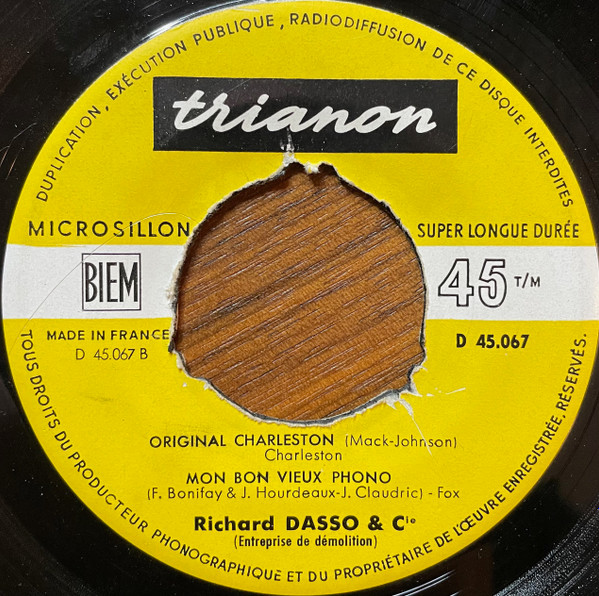 DUPLICATION, EXÉCUTION PUBLIQUE, RADIODIFFUSION DE CE DISQUE INTERDITES
trianon
MICROSILLON
SUPER LONGUE DURÉE
BIEM
45 T/M
MADE IN FRANCE
D 45.067 B
D 45.067
ORIGINAL CHARLESTON (Mack-Johnson)
Charleston
MON BON VIEUX PHONO
(F. Bonifay & J. Hourdeaux-J. Claudric) - Fox
Richard DASSO & Cie
(Entreprise de démolition)
TOUS DROITS DU PRODUCTEUR PHONOGRAPHIQUE ET DU PROPRIÉTAIRE DE L'ŒUVRE ENREGISTRÉE, RÉSERVÉS.